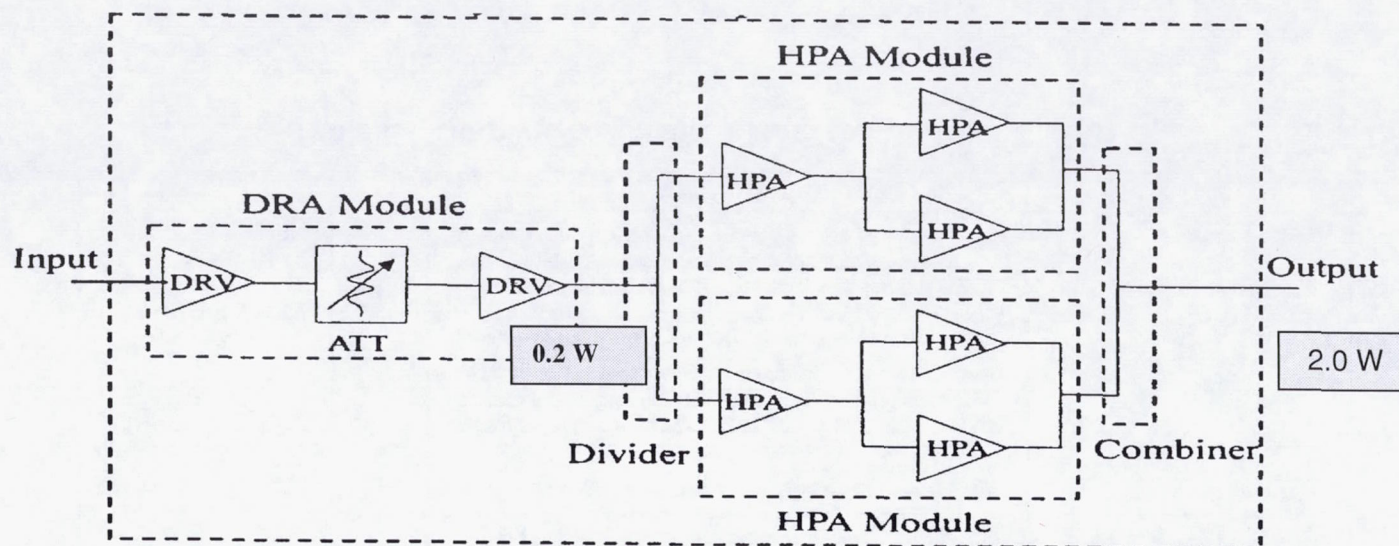 HPA Module
HPA
HPA
HPA
DRA Module
Input
DRV
DRV
ATT
0.2 W
Output
2.0 W
HPA
HPA
HPA
Divider
Combiner
HPA Module